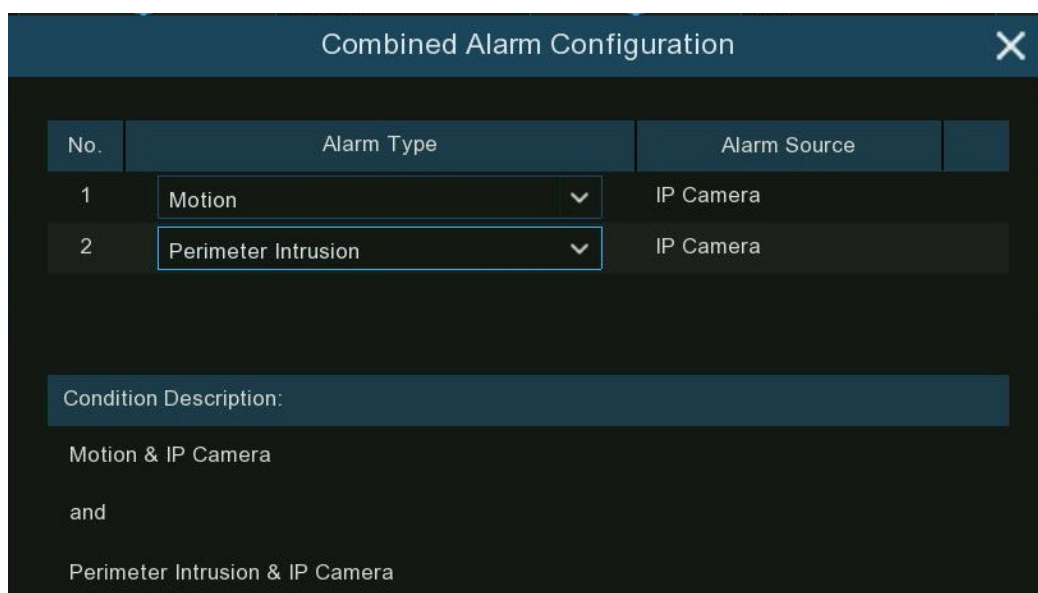 Combined Alarm Configuration
No. Alarm Type Alarm Source
1 Motion IP Camera
2 Perimeter Intrusion IP Camera
Condition Description:
Motion & IP Camera
and
Perimeter Intrusion & IP Camera